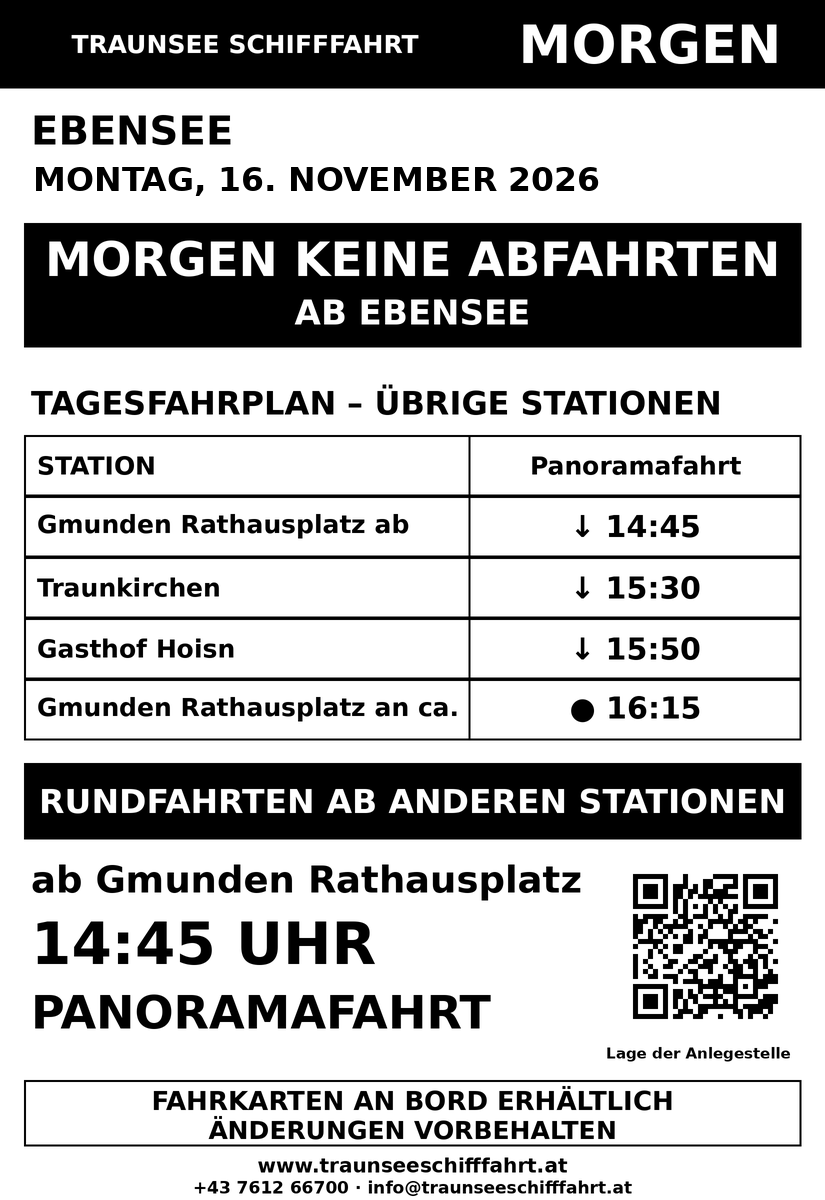 TRAUNSEE SCHIFFFAHRT MORGEN
EBENSEE
MONTAG, 16. NOVEMBER 2026
MORGEN KEINE ABFAHRTEN
AB EBENSEE
TAGESFAHRPLAN – ÜBRIGE STATIONEN
STATION Panoramafahrt
Gmunden Rathausplatz ab ↓ 14:45
Traunkirchen ↓ 15:30
Gasthof Hoisn ↓ 15:50
Gmunden Rathausplatz an ca. ● 16:15
RUNDFAHRTEN AB ANDEREN STATIONEN
ab Gmunden Rathausplatz
14:45 UHR
PANORAMAFAHRT
Lage der Anlegestelle
FAHRKARTEN AN BORD ERHÄLTLICH
ÄNDERUNGEN VORBEHALTEN
www.traunseeschifffahrt.at
+43 7612 66700 · info@traunseeschifffahrt.at